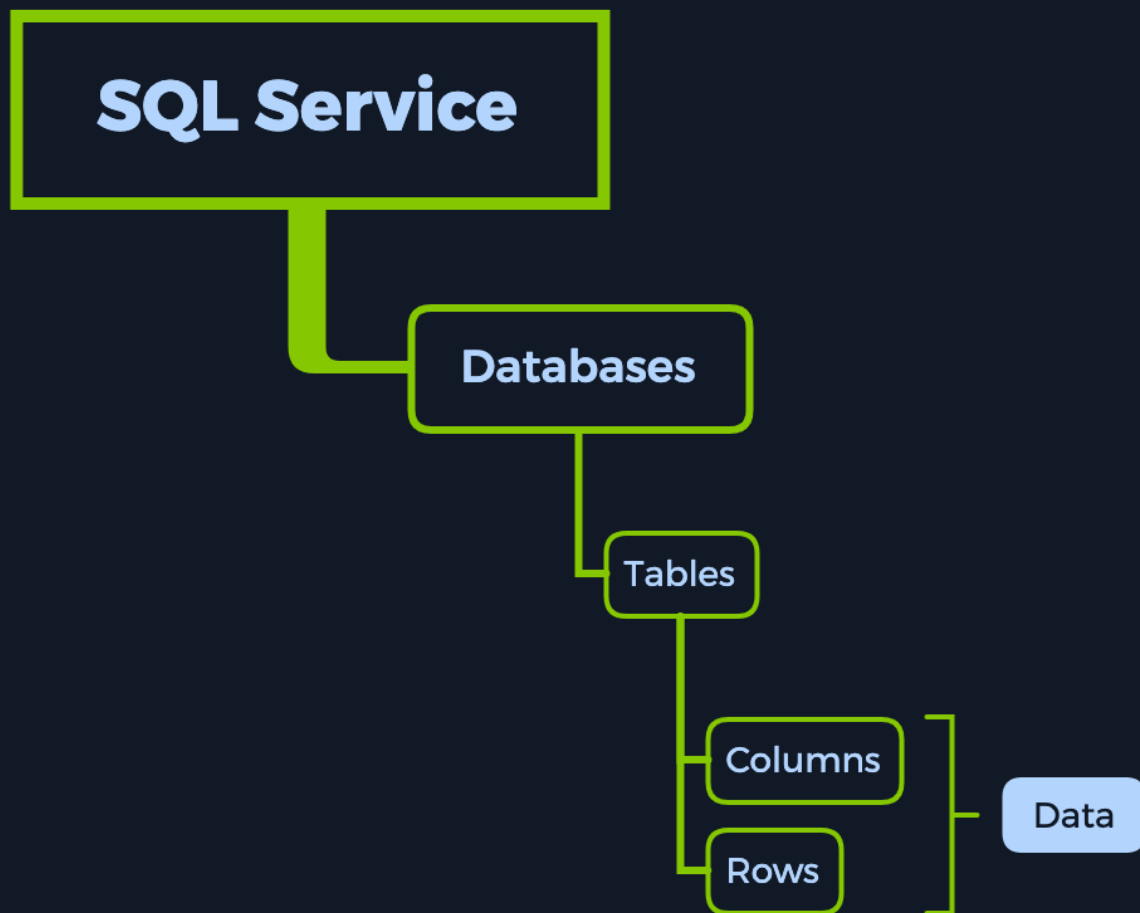 SQL Service
Databases
Tables
Columns
Data
Rows